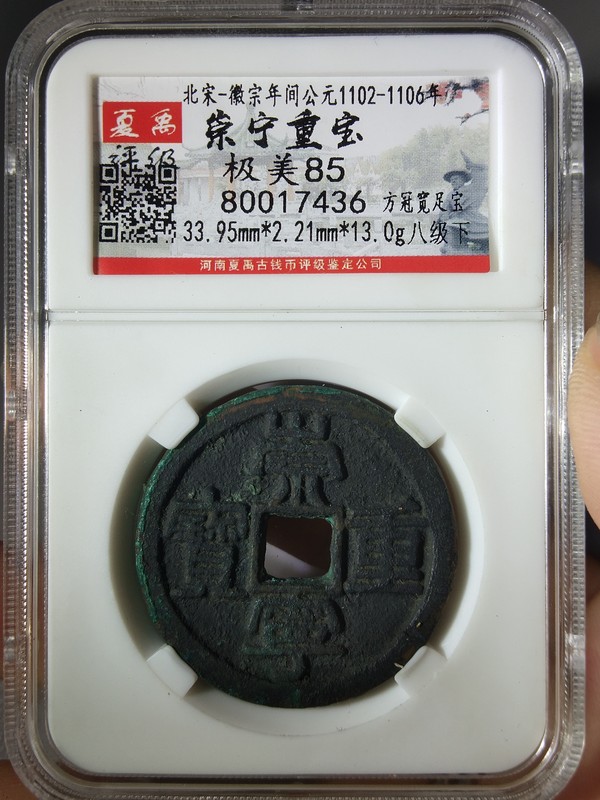 北宋-徽宗年间公元1102-1106年
夏禹
评级
崇宁重宝
极美85
80017436 方冠宽足宝
33.95mm*2.21mm*13.0g八级下
河南夏禹古钱币评级鉴定公司
崇
寶 重
寧